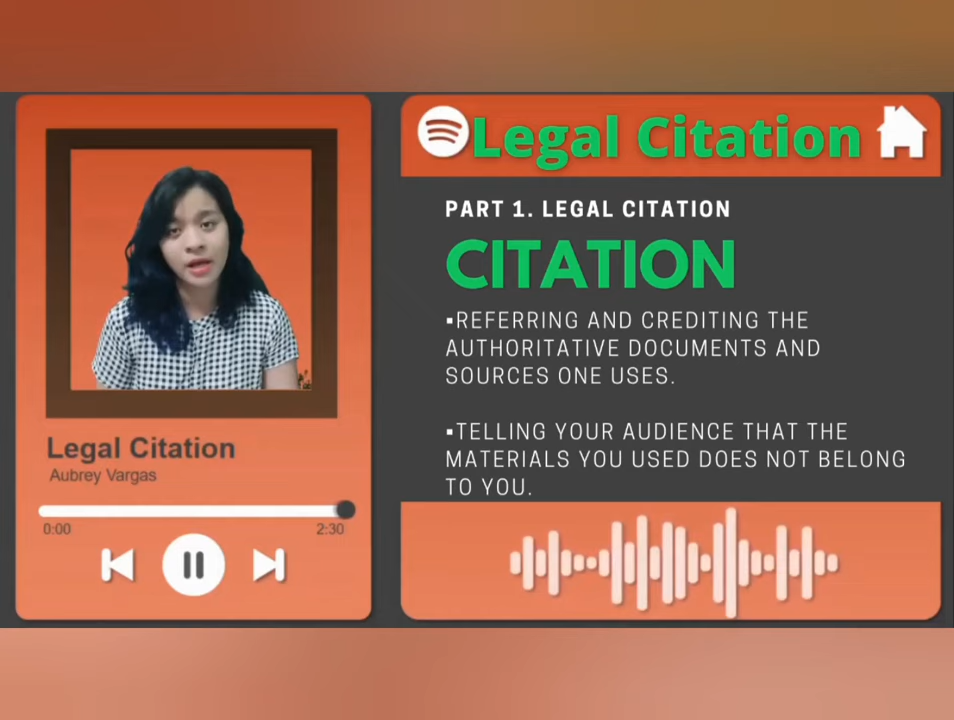 Legal Citation
Aubrey Vargas
0:00
2:30
Legal Citation
PART 1. LEGAL CITATION
CITATION
▪REFERRING AND CREDITING THE
AUTHORITATIVE DOCUMENTS AND
SOURCES ONE USES.
▪TELLING YOUR AUDIENCE THAT THE
MATERIALS YOU USED DOES NOT BELONG
TO YOU.